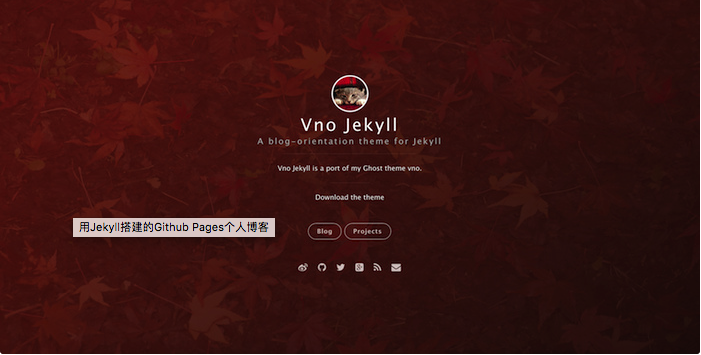 Vno Jekyll
A blog-orientation theme for Jekyll
Vno Jekyll is a port of my Ghost theme vno.
Download the theme
用Jekyll搭建的Github Pages个人博客
Blog Projects